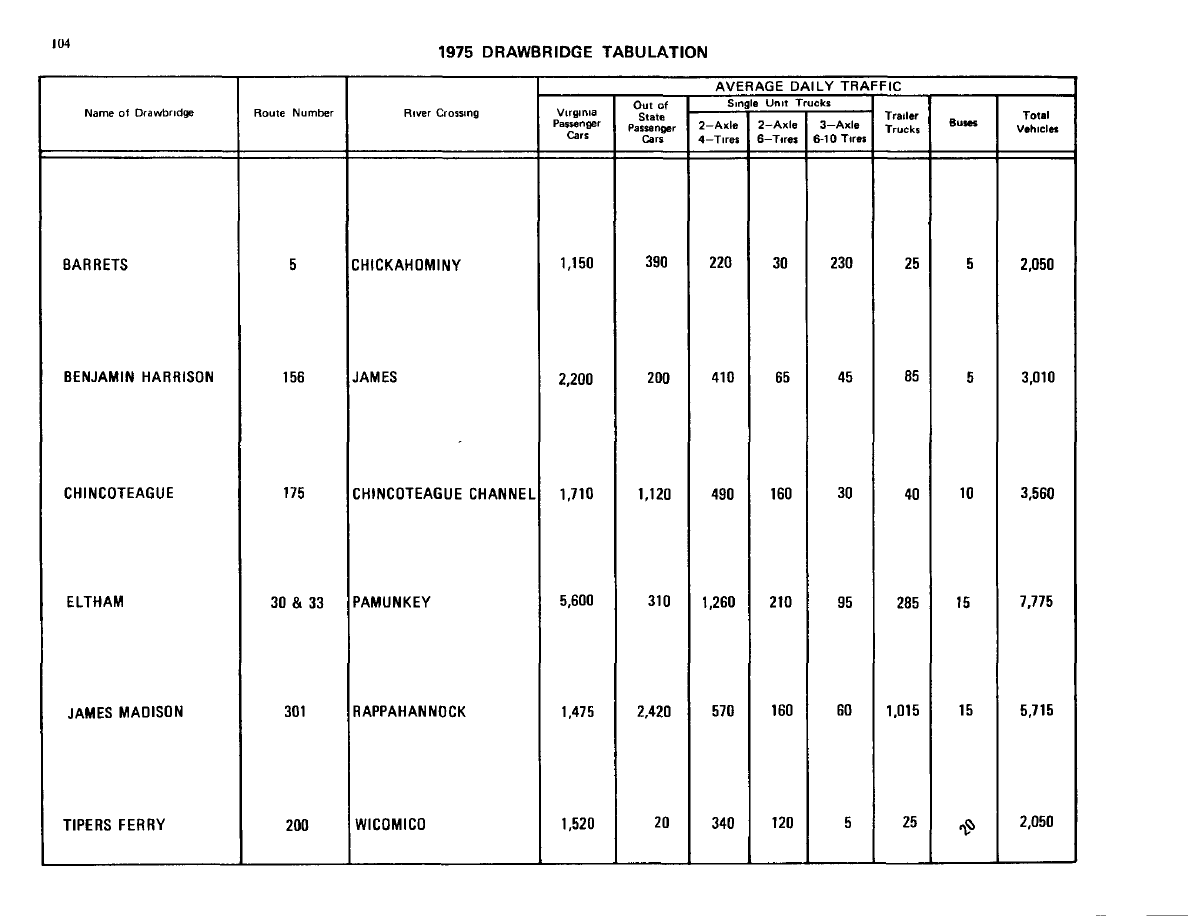 104
1975 DRAWBRIDGE TABULATION
AVERAGE DAILY TRAFFIC
Name of Drawbridge Route Number River Crossing Virginia Passenger Cars Out of State Passenger Cars Single Unit Trucks Trailer Trucks Buses Total Vehicles
2-Axle 4-Tires 2-Axle 6-Tires 3-Axle 6-10 Tires
BARRETS 5 CHICKAHOMINY 1,150 390 220 30 230 25 5 2,050
BENJAMIN HARRISON 156 JAMES 2,200 200 410 65 45 85 5 3,010
CHINCOTEAGUE 175 CHINCOTEAGUE CHANNEL 1,710 1,120 490 160 30 40 10 3,560
ELTHAM 30 & 33 PAMUNKEY 5,600 310 1,260 210 95 285 15 7,775
JAMES MADISON 301 RAPPAHANNOCK 1,475 2,420 570 160 60 1,015 15 5,715
TIPERS FERRY 200 WICOMICO 1,520 20 340 120 5 25 20 2,050